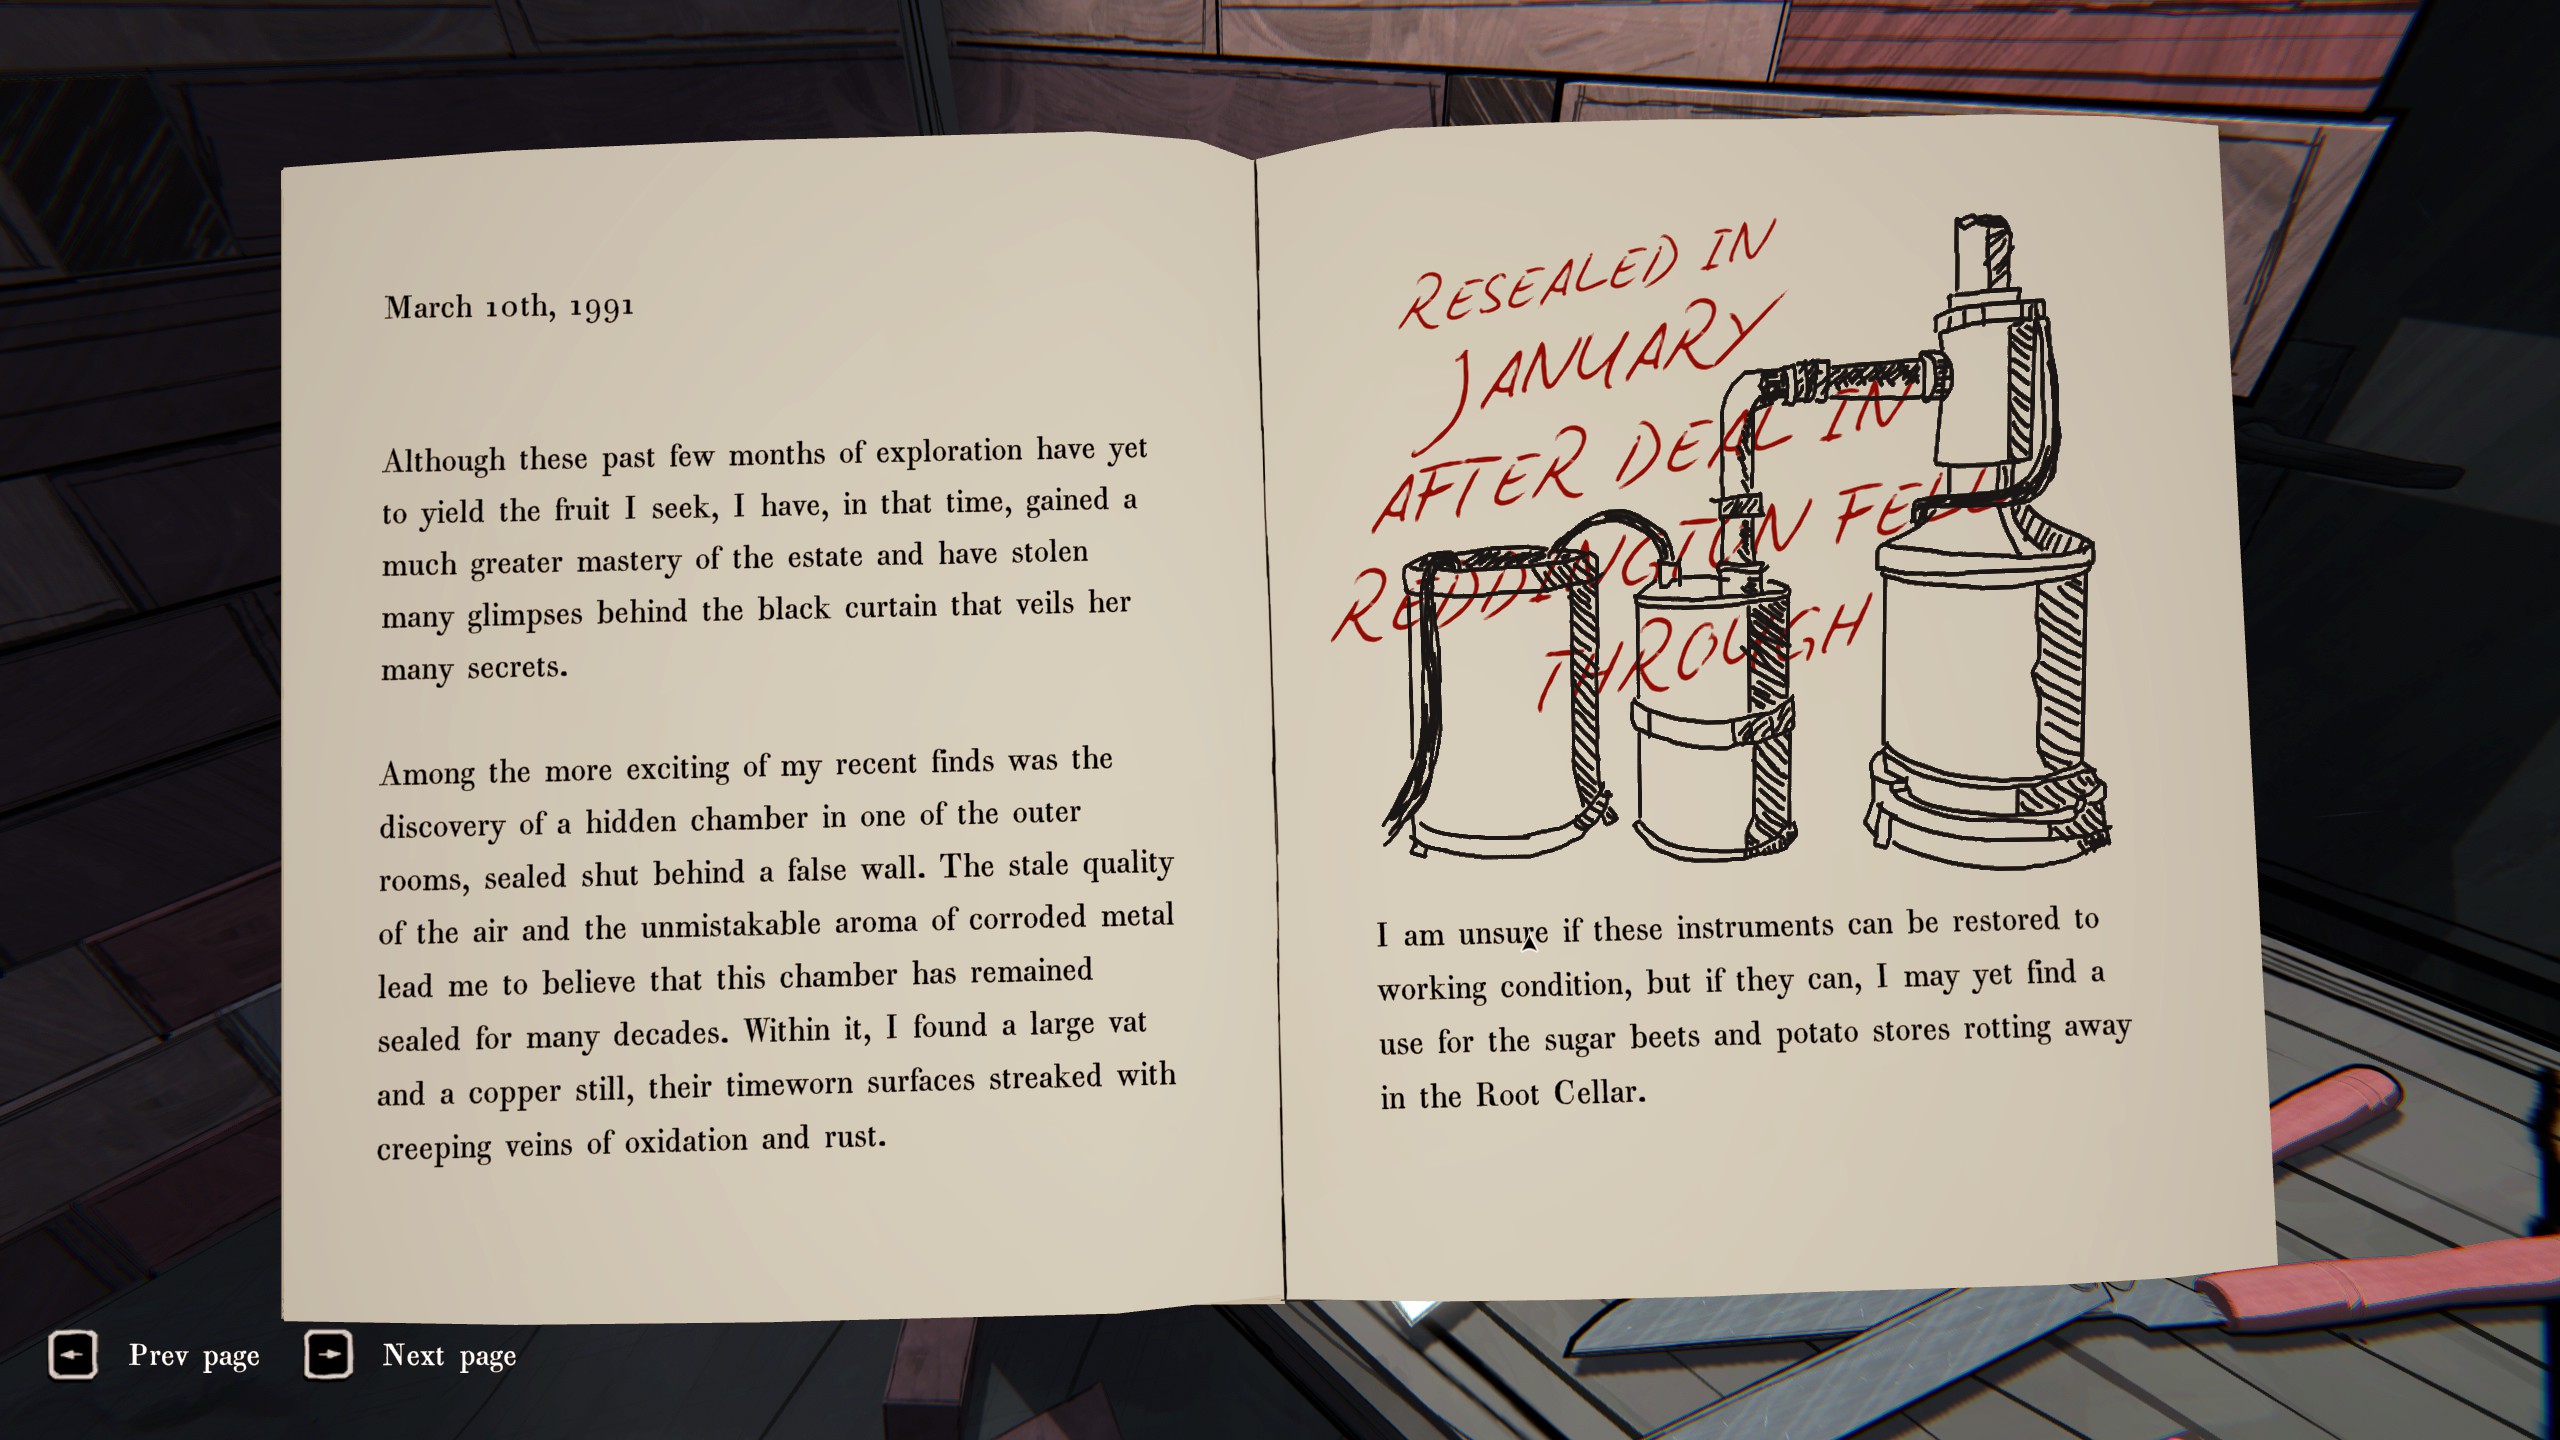 March 10th, 1991
Although these past few months of exploration have yet
to yield the fruit I seek, I have, in that time, gained a
much greater mastery of the estate and have stolen
many glimpses behind the black curtain that veils her
many secrets.
Among the more exciting of my recent finds was the
discovery of a hidden chamber in one of the outer
rooms, sealed shut behind a false wall. The stale quality
of the air and the unmistakable aroma of corroded metal
lead me to believe that this chamber has remained
sealed for many decades. Within it, I found a large vat
and a copper still, their timeworn surfaces streaked with
creeping veins of oxidation and rust.
RESEALED IN
JANUARY
AFTER DEAL IN
REDDINGTON FELL
THROUGH
I am unsure if these instruments can be restored to
working condition, but if they can, I may yet find a
use for the sugar beets and potato stores rotting away
in the Root Cellar.
Prev page
Next page